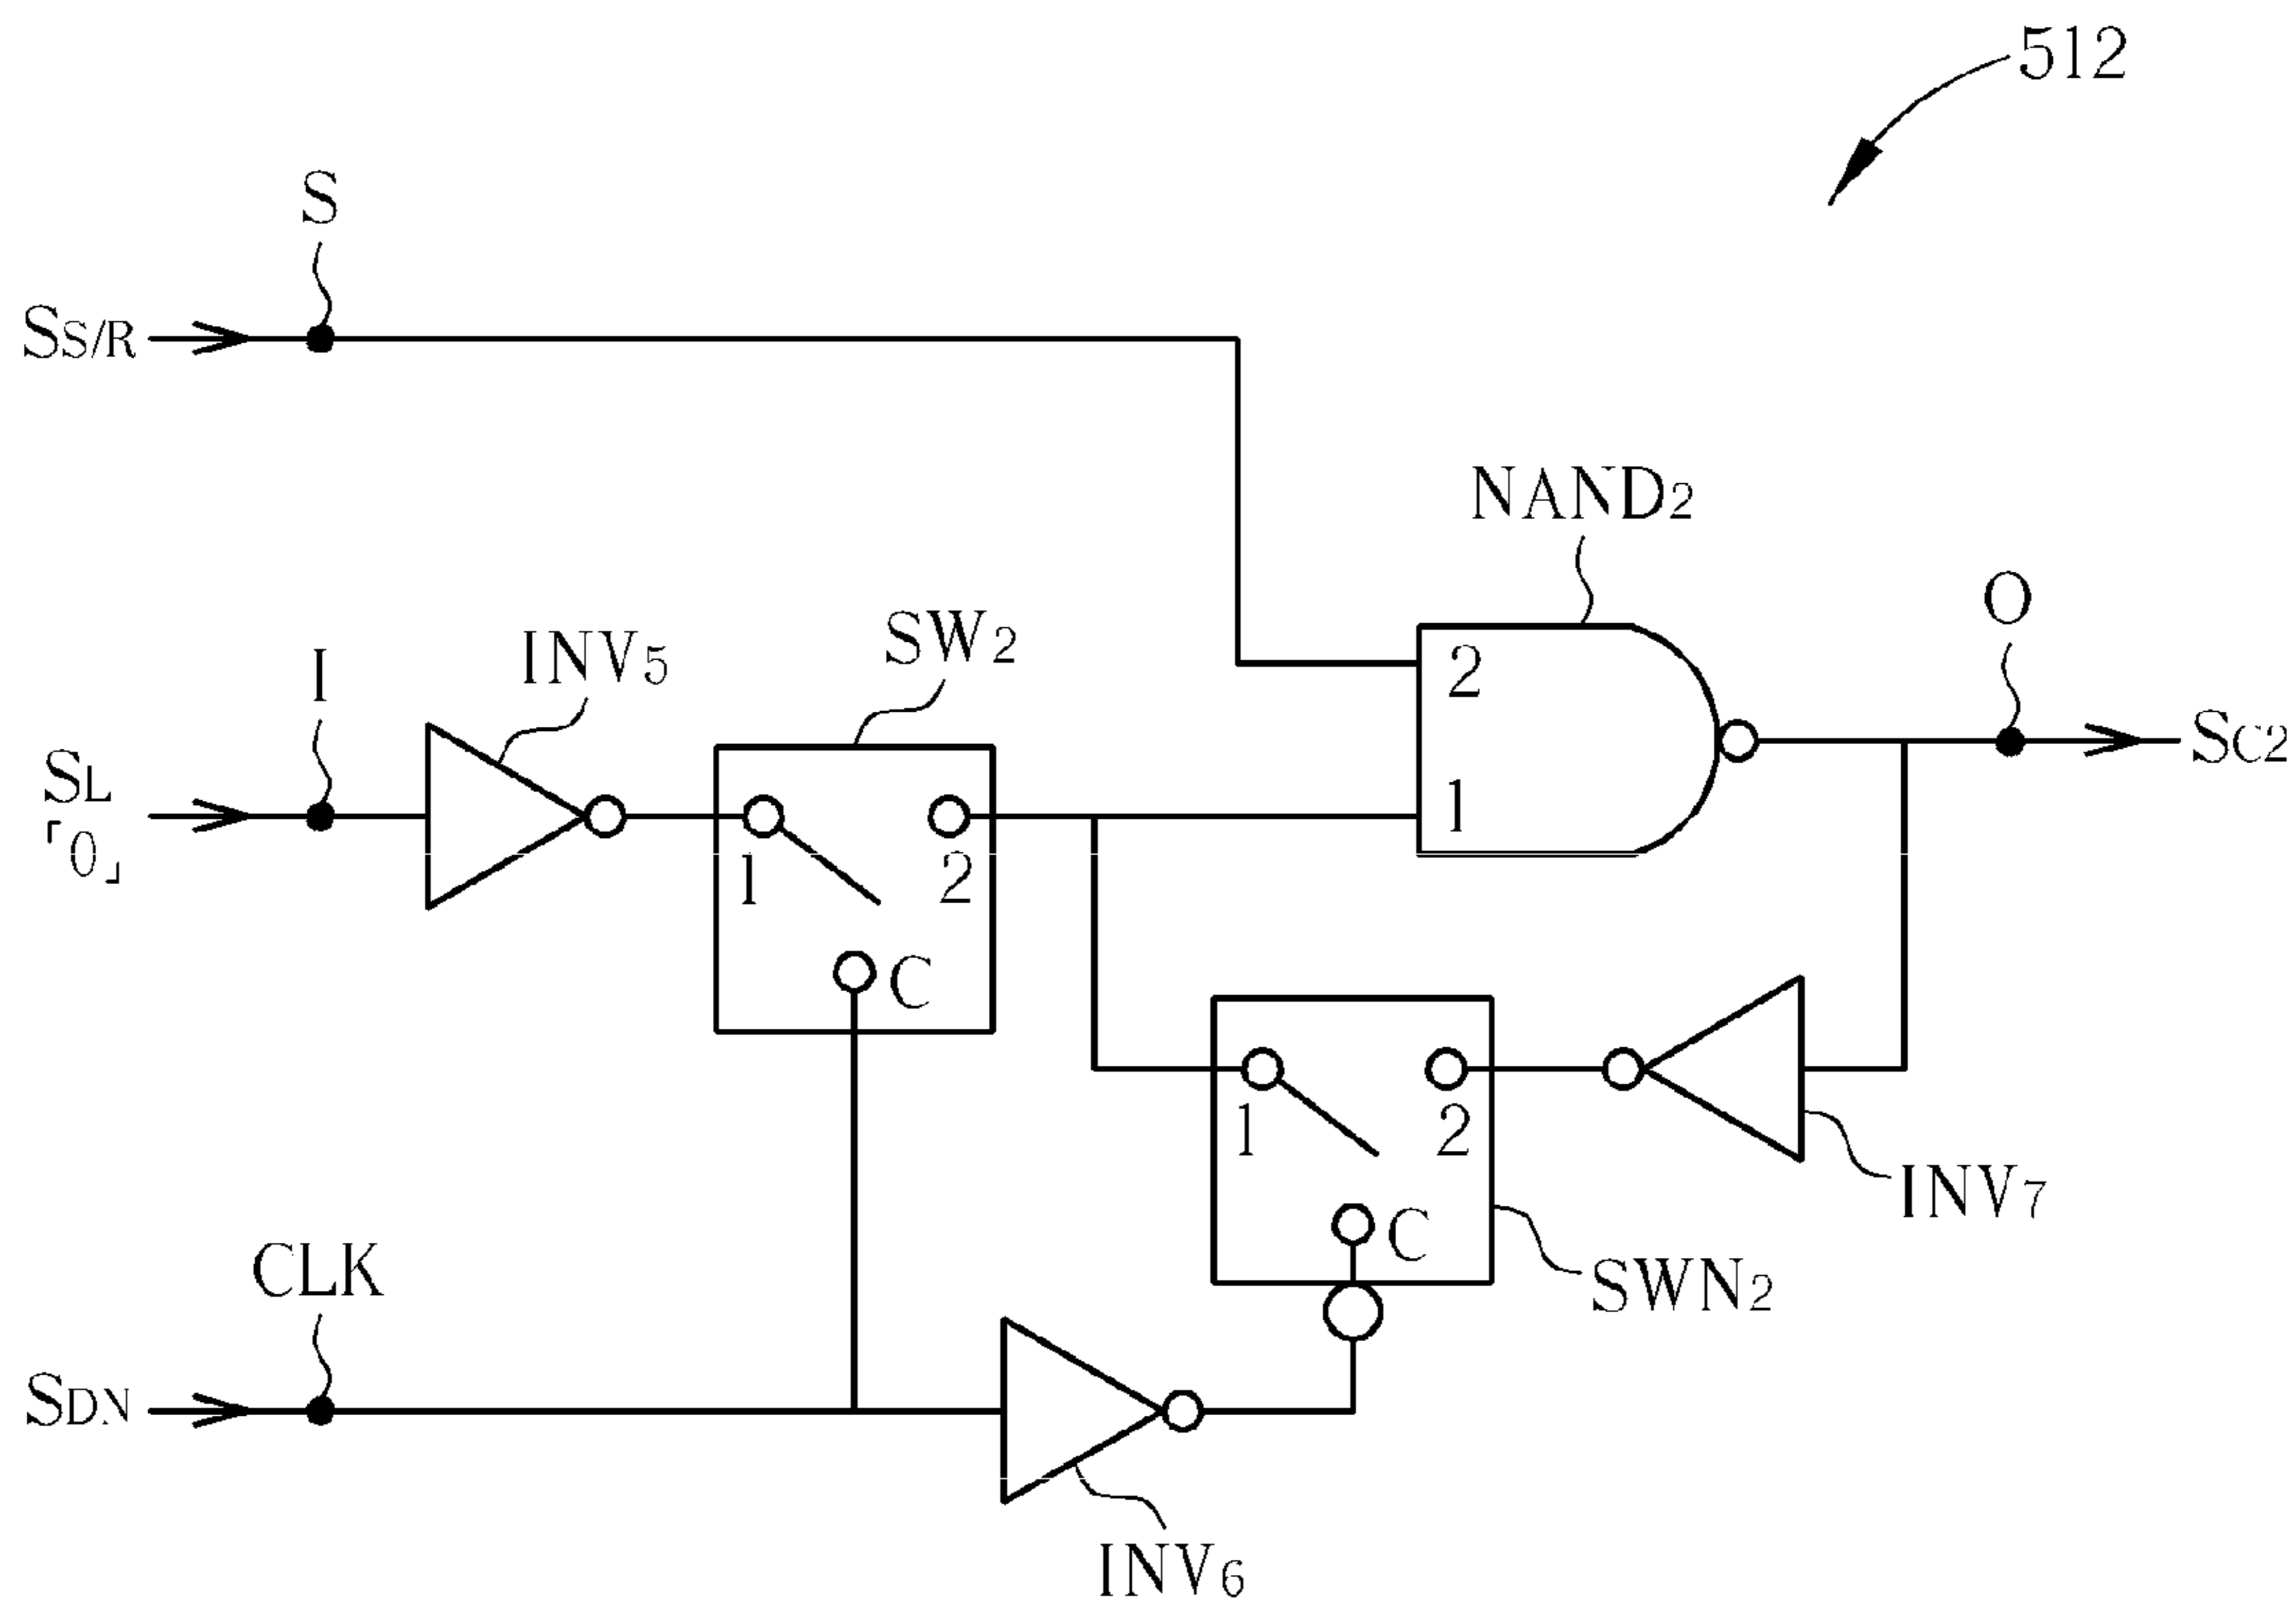 512
S
SS/R
NAND2
O
SW2
INV5
I
2
SC2
SL
「0」
1
1
2
C
1
2
INV7
C
CLK
SWN2
SDN
INV6